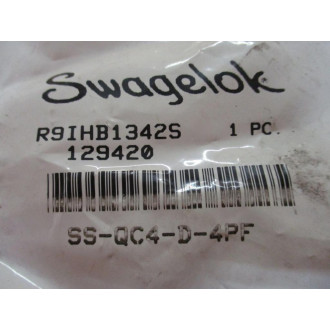 Swagelok
R9IHB1342S 1 PC.
129420
SS-QC4-D-4PF